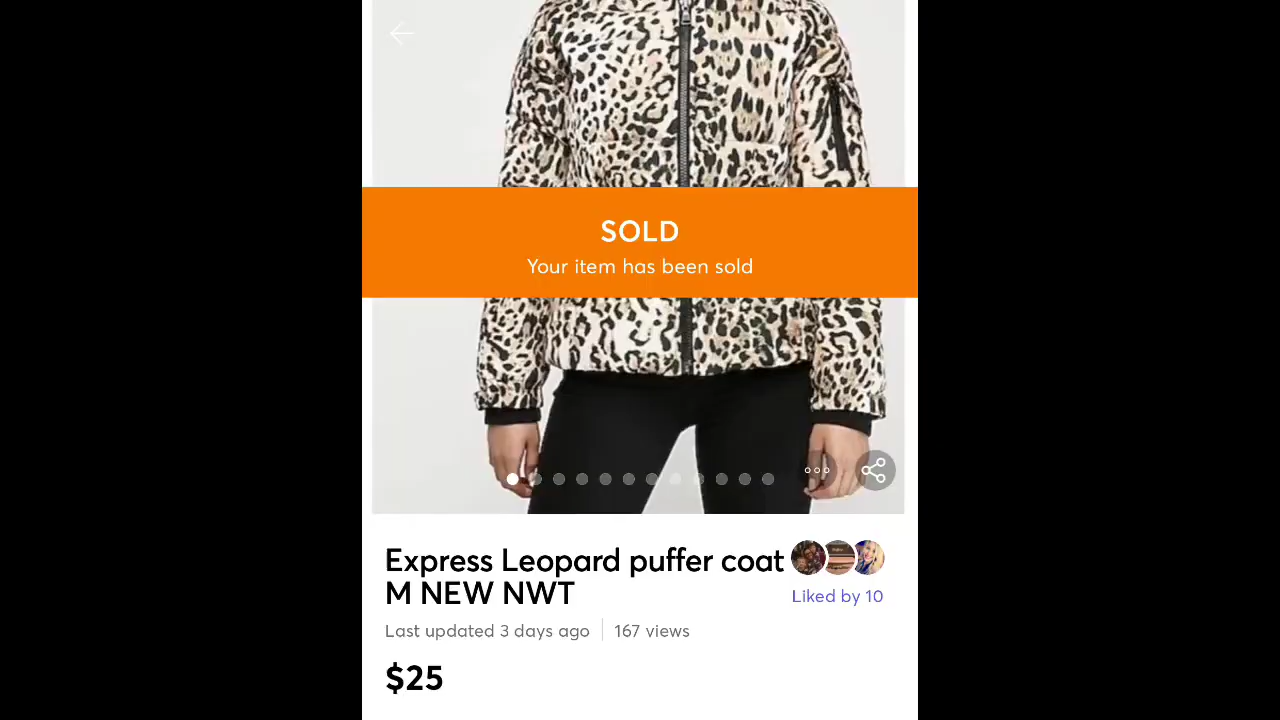 SOLD
Your item has been sold
Express Leopard puffer coat
M NEW NWT
Liked by 10
Last updated 3 days ago
167 views
$25